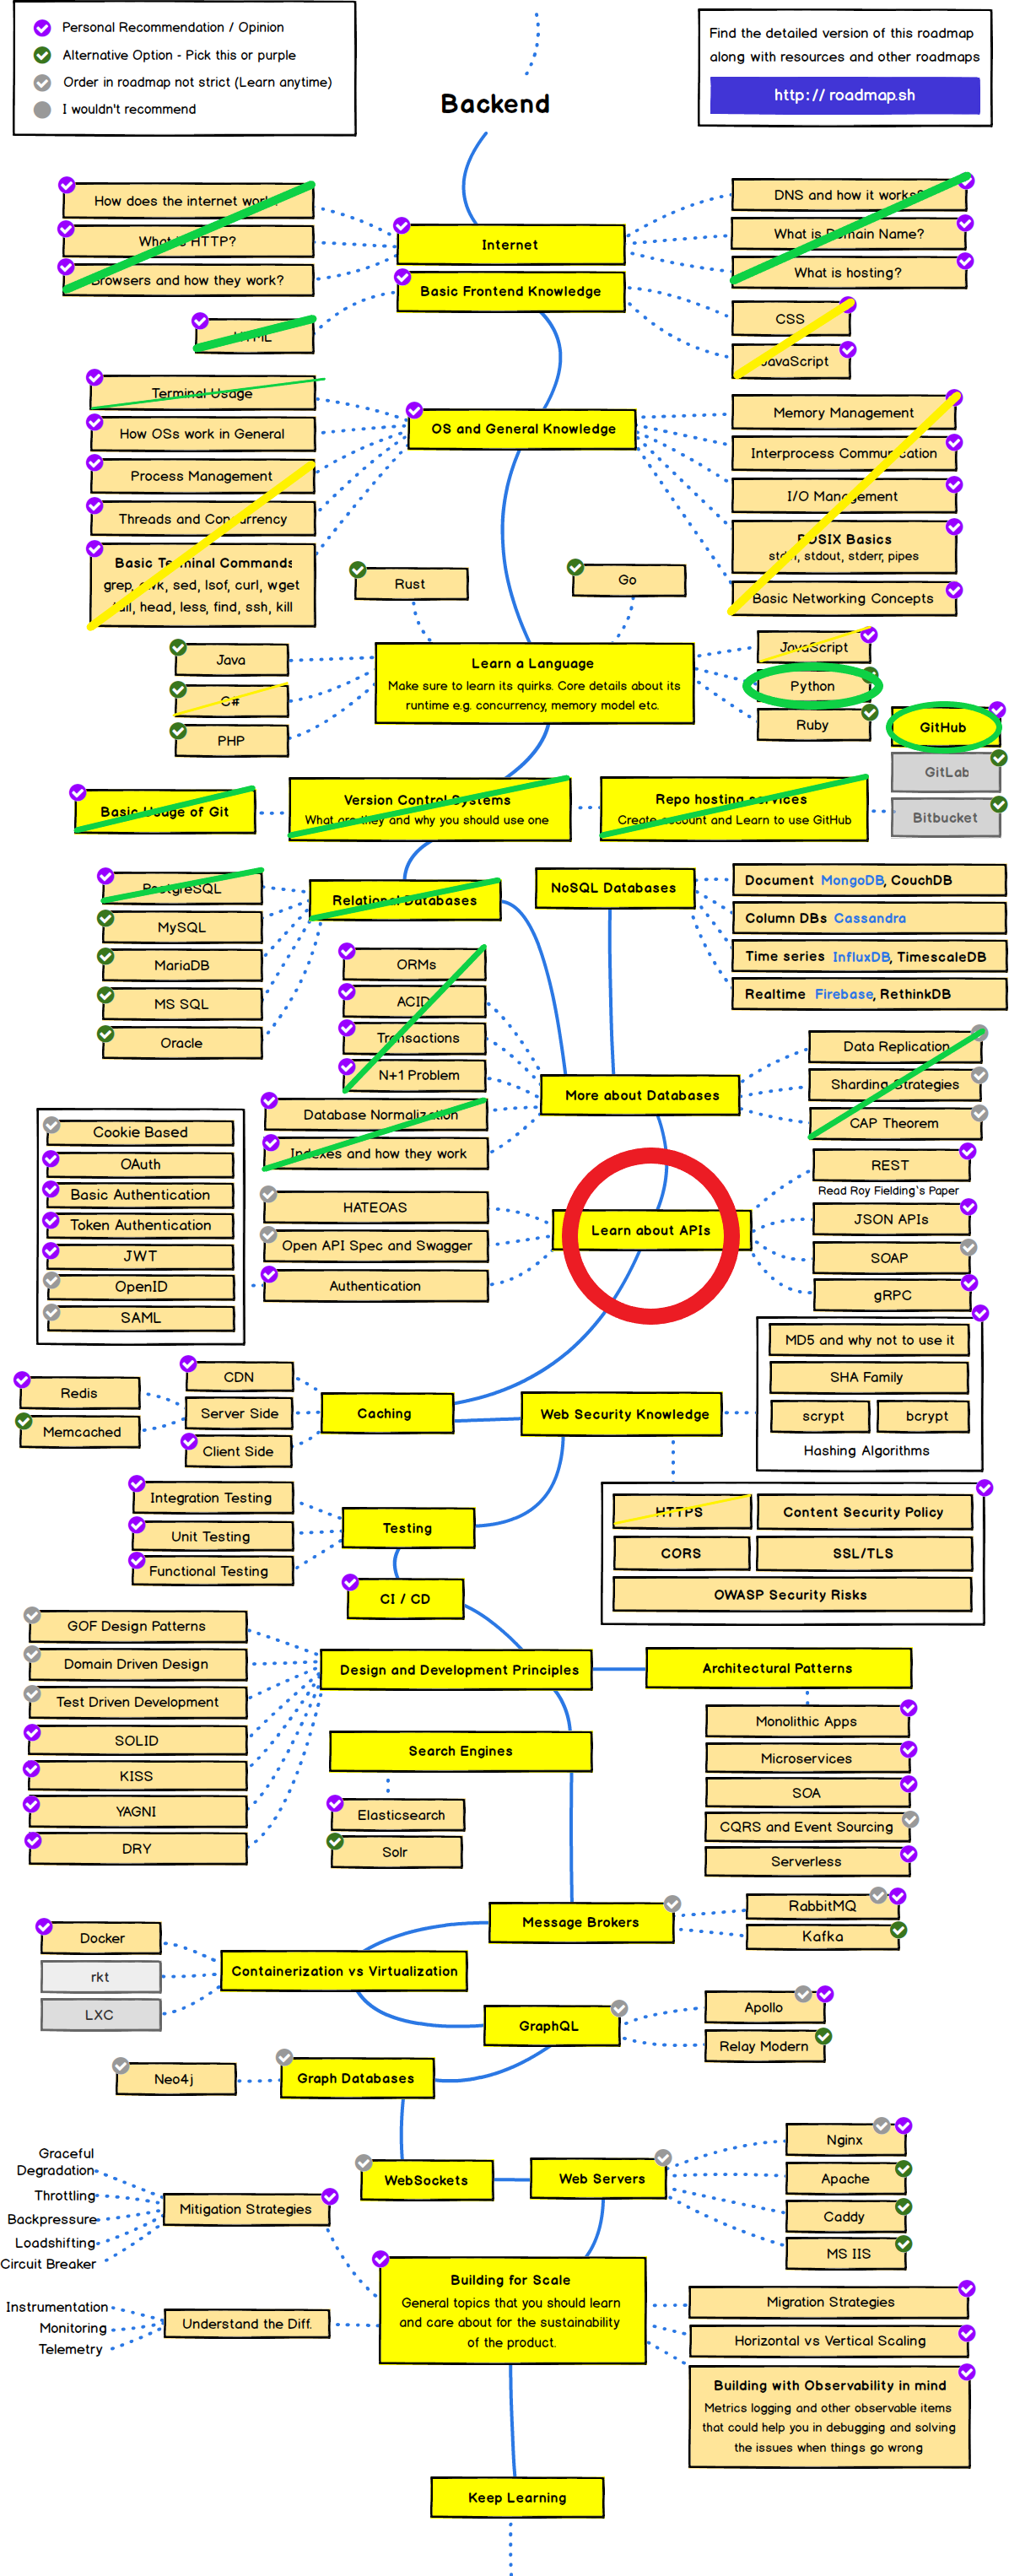 Personal Recommendation / Opinion
Alternative Option - Pick this or purple
Order in roadmap not strict (Learn anytime)
I wouldn't recommend
Find the detailed version of this roadmap
along with resources and other roadmaps
http://roadmap.sh
Backend
How does the internet work?
What is HTTP?
Browsers and how they work?
Internet
DNS and how it works?
What is Domain Name?
What is hosting?
Basic Frontend Knowledge
HTML
CSS
JavaScript
Terminal Usage
How OSs work in General
Process Management
Threads and Concurrency
Basic Terminal Commands
grep, awk, sed, lsof, curl, wget
tail, head, less, find, ssh, kill
OS and General Knowledge
Memory Management
Interprocess Communication
I/O Management
POSIX Basics
stdin, stdout, stderr, pipes
Basic Networking Concepts
Rust
Go
Java
C#
PHP
Learn a Language
Make sure to learn its quirks. Core details about its
runtime e.g. concurrency, memory model etc.
JavaScript
Python
Ruby
GitHub
GitLab
Bitbucket
Basic Usage of Git
Version Control Systems
What are they and why you should use one
Repo hosting services
Create account and Learn to use GitHub
PostgreSQL
MySQL
MariaDB
MS SQL
Oracle
Relational Databases
NoSQL Databases
Document MongoDB, CouchDB
Column DBs Cassandra
Time series InfluxDB, TimescaleDB
Realtime Firebase, RethinkDB
ORMs
ACID
Transactions
N+1 Problem
Database Normalization
Indexes and how they work
More about Databases
Data Replication
Sharding Strategies
CAP Theorem
Cookie Based
OAuth
Basic Authentication
Token Authentication
JWT
OpenID
SAML
HATEOAS
Open API Spec and Swagger
Authentication
Learn about APIs
REST
Read Roy Fielding's Paper
JSON APIs
SOAP
gRPC
MD5 and why not to use it
SHA Family
scrypt
bcrypt
Hashing Algorithms
Redis
Memcached
CDN
Server Side
Client Side
Caching
Web Security Knowledge
HTTPS
Content Security Policy
CORS
SSL/TLS
OWASP Security Risks
Integration Testing
Unit Testing
Functional Testing
Testing
CI / CD
GOF Design Patterns
Domain Driven Design
Test Driven Development
SOLID
KISS
YAGNI
DRY
Design and Development Principles
Architectural Patterns
Monolithic Apps
Microservices
SOA
CQRS and Event Sourcing
Serverless
Search Engines
Elasticsearch
Solr
Message Brokers
RabbitMQ
Kafka
Docker
rkt
LXC
Containerization vs Virtualization
GraphQL
Apollo
Relay Modern
Neo4j
Graph Databases
WebSockets
Web Servers
Nginx
Apache
Caddy
MS IIS
Graceful
Degradation
Throttling
Backpressure
Loadshifting
Circuit Breaker
Mitigation Strategies
Instrumentation
Monitoring
Telemetry
Understand the Diff.
Building for Scale
General topics that you should learn
and care about for the sustainability
of the product.
Migration Strategies
Horizontal vs Vertical Scaling
Building with Observability in mind
Metrics logging and other observable items
that could help you in debugging and solving
the issues when things go wrong
Keep Learning